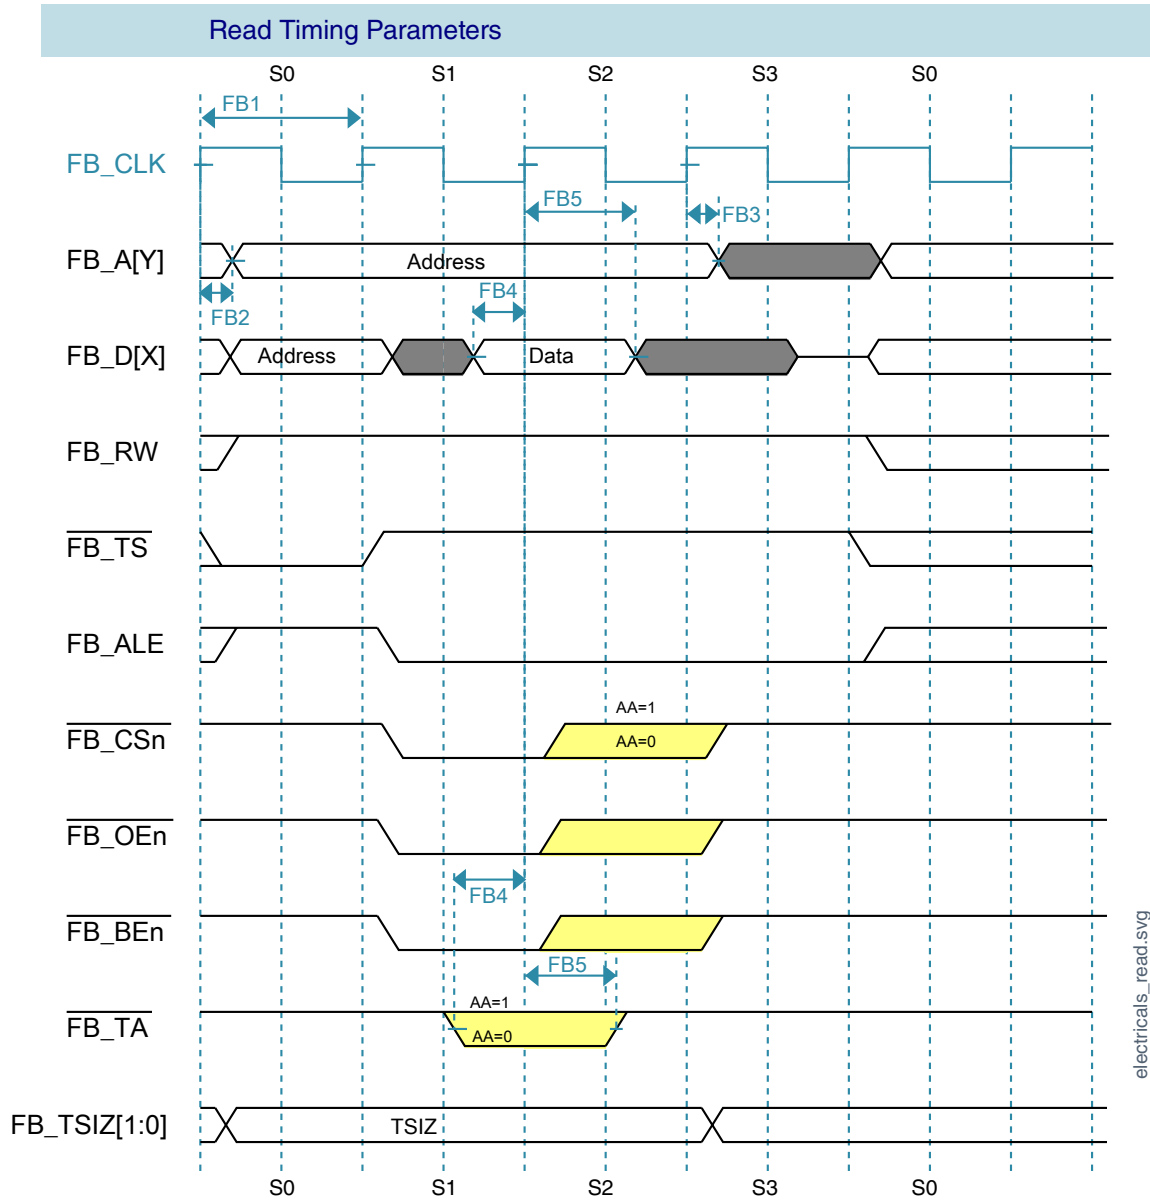 Read Timing Parameters
S0 S1 S2 S3 S0
FB1
FB_CLK
FB5
FB3
FB_A[Y]
Address
FB4
FB2
FB_D[X]
Address
Data
FB_RW
FB_TS
FB_ALE
AA=1
FB_CSn
AA=0
FB_OEn
FB4
FB_BEn
FB5
AA=1
FB_TA
AA=0
FB_TSIZ[1:0]
TSIZ
S0 S1 S2 S3 S0
electricals_read.svg